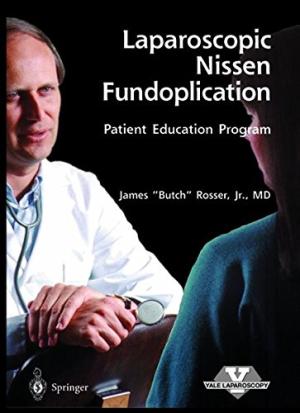 Laparoscopic
Nissen
Fundoplication
Patient Education Program
James "Butch" Rosser, Jr., MD
Springer
Y
YALE LAPAROSCOPY